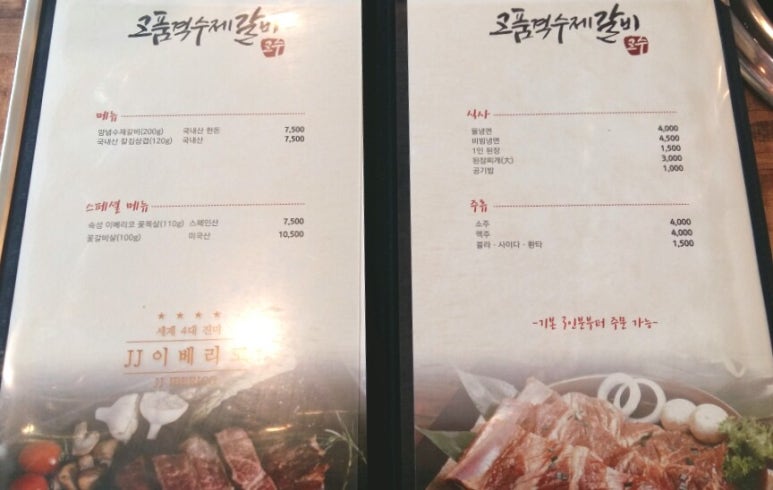 고품격수제갈비
고수
메뉴
양념수제갈비(200g) 국내산 한돈 7,500
국내산 칼집삼겹(120g) 국내산 7,500
스페셜 메뉴
숙성 이베리코 꽃목살(110g) 스페인산 7,500
꽃갈비살(100g) 미국산 10,500
세계 4대 진미
JJ 이베리코
고품격수제갈비
고수
식사
물냉면 4,000
비빔냉면 4,500
1인 된장 1,500
된장찌개(大) 3,000
공기밥 1,000
주류
소주 4,000
맥주 4,000
콜라 · 사이다 · 환타 1,500
-기본 3인분부터 주문 가능-